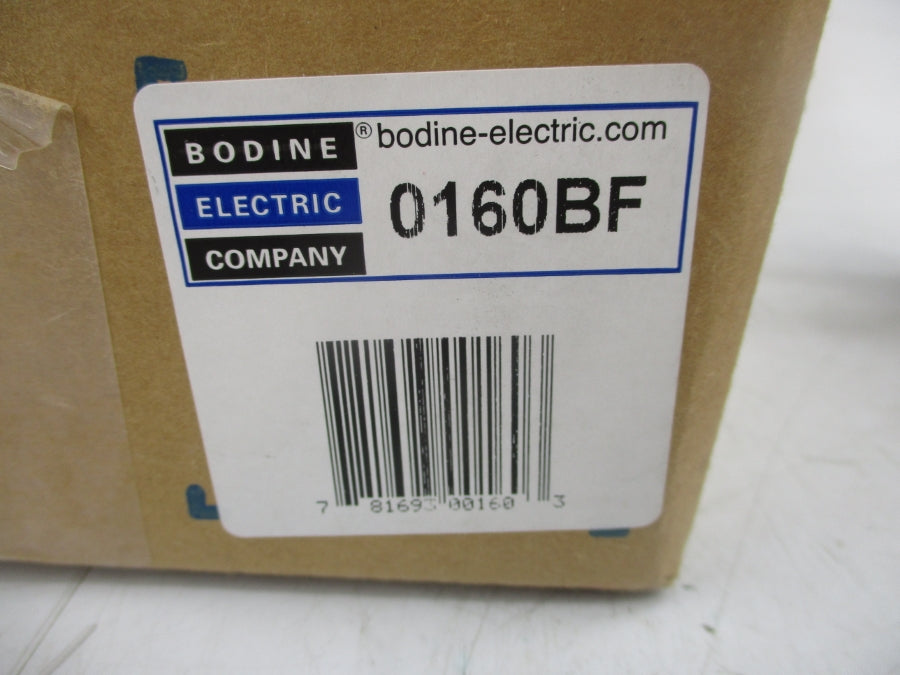 BODINE® bodine-electric.com
ELECTRIC 0160BF
COMPANY
7 81693 00160 3